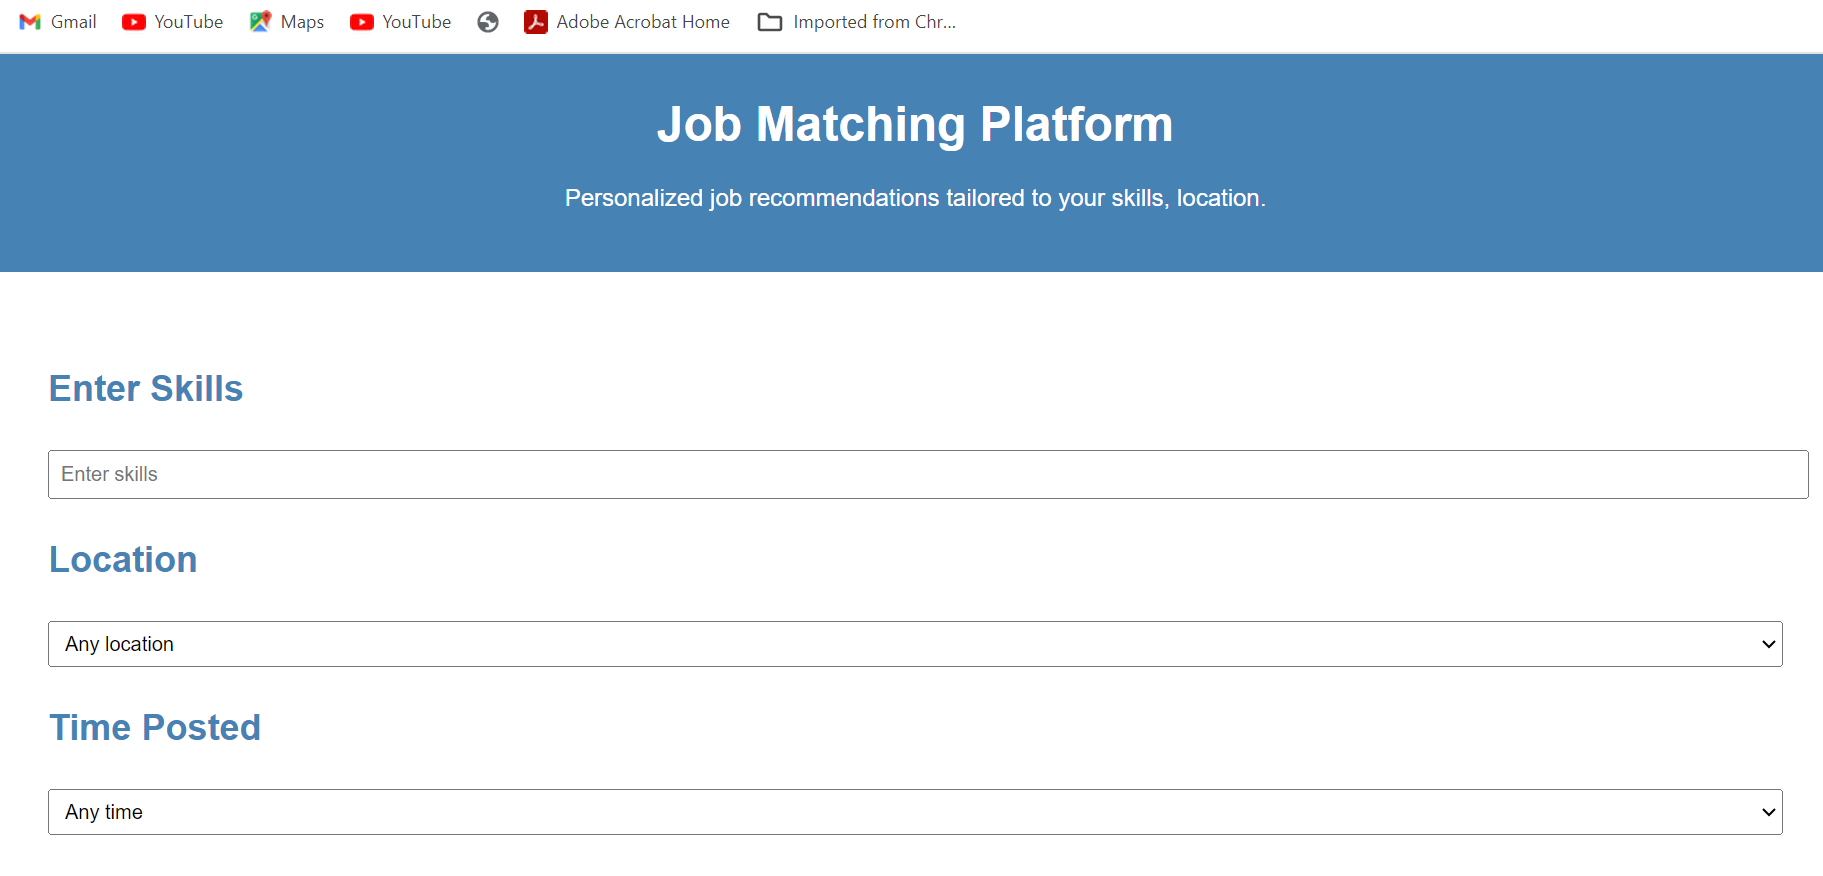 Gmail YouTube Maps YouTube Adobe Acrobat Home Imported from Chr...
Job Matching Platform
Personalized job recommendations tailored to your skills, location.
Enter Skills
Enter skills
Location
Any location
Time Posted
Any time